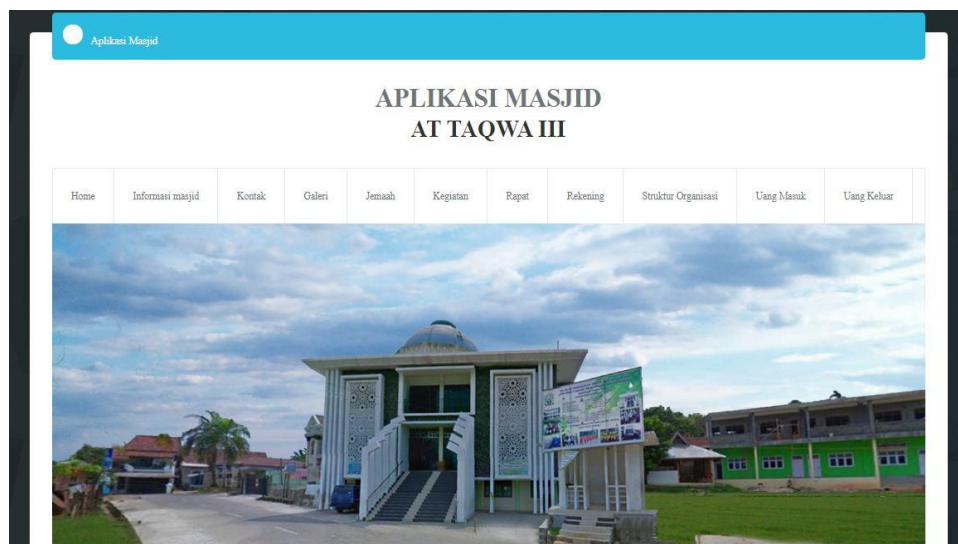 Aplikasi Masjid
APLIKASI MASJID
AT TAQWA III
Home Informasi masjid Kontak Galeri Jemaah Kegiatan Rapat Rekening Struktur Organisasi Uang Masuk Uang Keluar